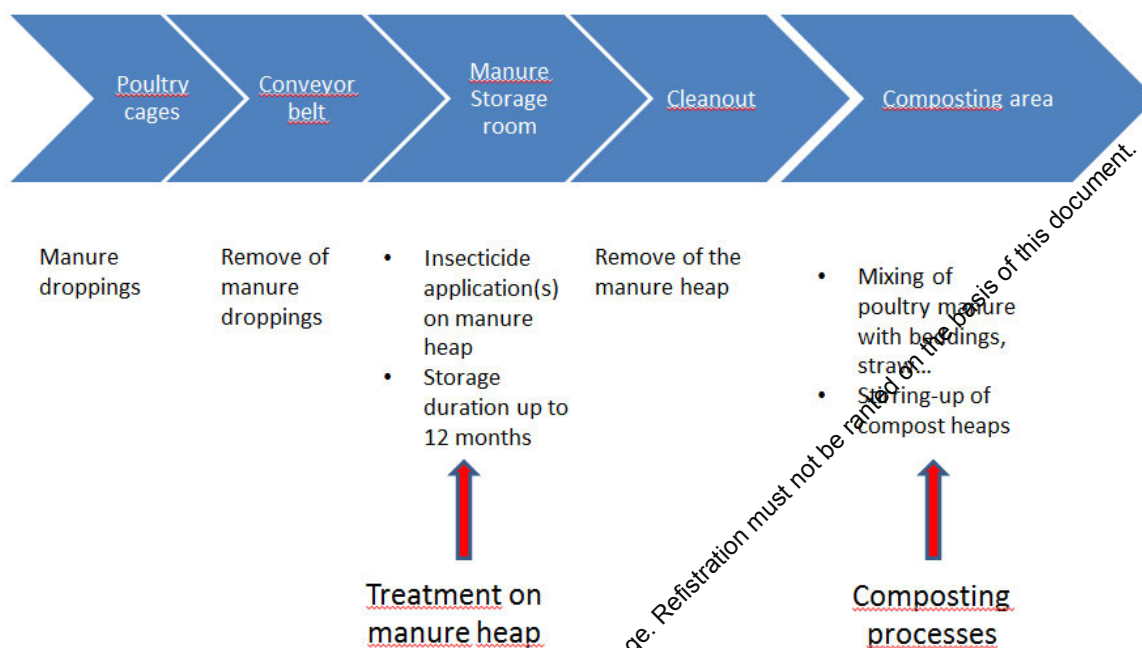 Poultry
cages
Conveyor
belt
Manure
Storage
room
Cleanout
Composting area
Manure
droppings
Remove of
manure
droppings
• Insecticide
application(s)
on manure
heap
• Storage
duration up to
12 months
Remove of the
manure heap
• Mixing of
poultry manure
with beddings,
straw...
• Stirring-up of
compost heaps
Treatment on
manure heap
Composting
processes
Refistration must not be ranted on the basis of this document.